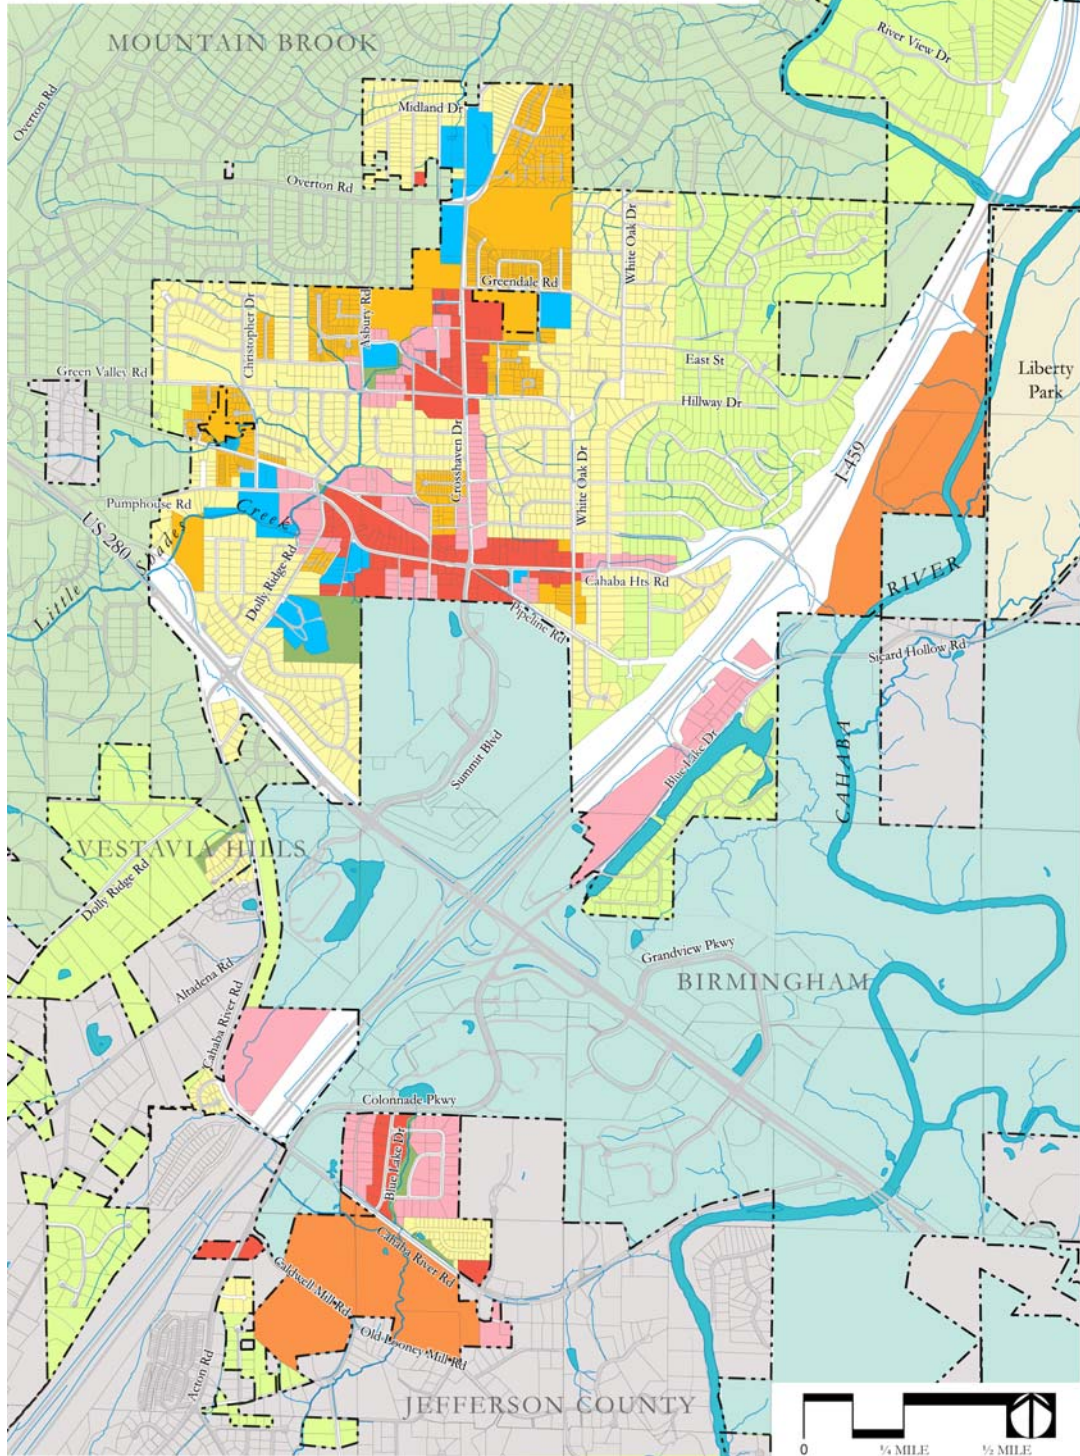 MOUNTAIN BROOK
River View Dr
Overton Rd
Midland Dr
Overton Rd
White Oak Dr
Greendale Rd
Christopher Dr
Asbury Rd
East St
Green Valley Rd
Liberty
Park
Hillway Dr
Crosshaven Dr
White Oak Dr
I-459
Pumphouse Rd
US 280
Little Shades Creek
Dolly Ridge Rd
Cahaba Hts Rd
CAHABA RIVER
Pipeline Rd
Sicard Hollow Rd
Summit Blvd
Blue Lake Dr
VESTAVIA HILLS
Dolly Ridge Rd
Grandview Pkwy
Altadena Rd
BIRMINGHAM
Cahaba River Rd
Colonnade Pkwy
Blue Lake Dr
Cahaba River Rd
Caldwell Mill Rd
Old Looney Mill Rd
Acton Rd
JEFFERSON COUNTY
0 ¼ MILE ½ MILE